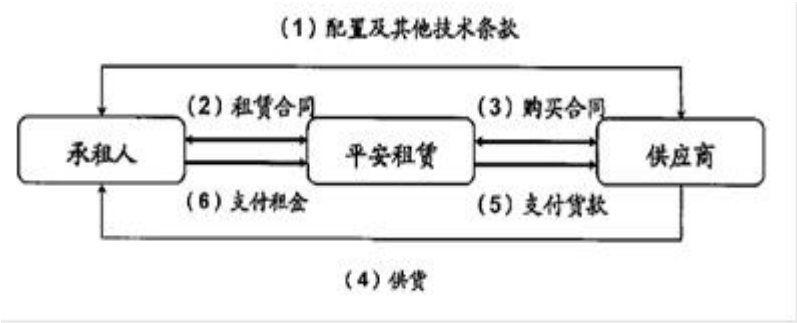 (1)配置及其他技术条款
(2)租赁合同
(3)购买合同
承租人
平安租赁
供应商
(6)支付租金
(5)支付货款
(4)供货